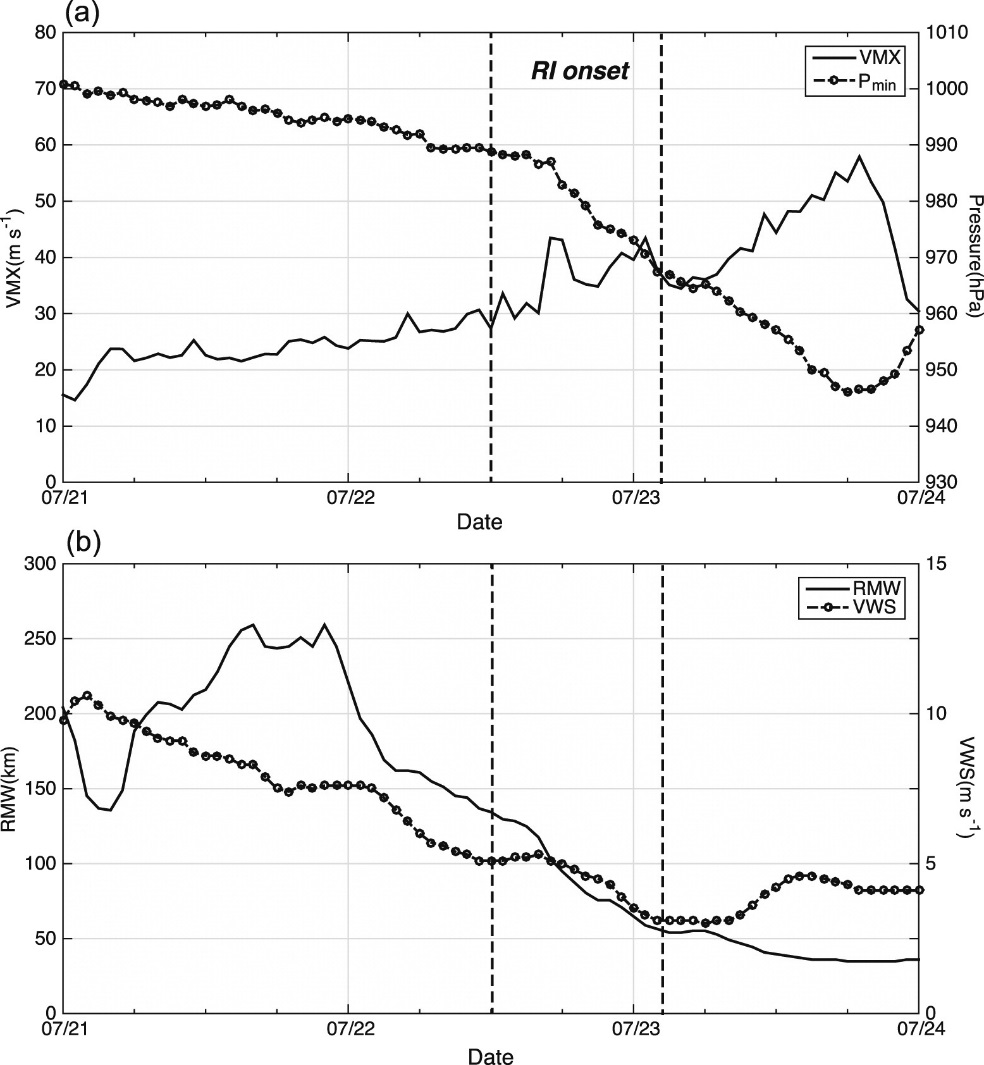 (a)
80
70
60
50
40
30
20
10
0
VMX(m s-1)
1010
1000
990
980
970
960
950
940
930
Pressure(hPa)
RI onset
VMX
Pmin
07/21
07/22
07/23
07/24
Date
(b)
300
250
200
150
100
50
0
RMW(km)
15
10
5
0
VWS(m s-1)
RMW
VWS
07/21
07/22
07/23
07/24
Date